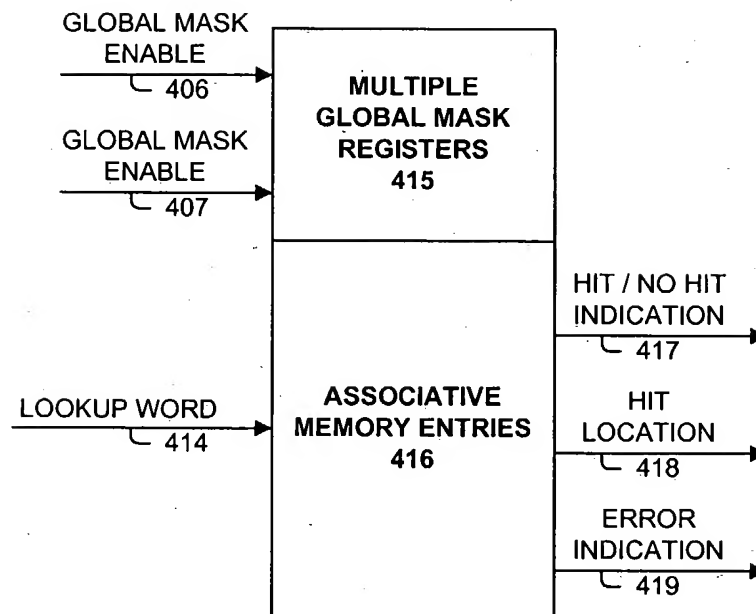 GLOBAL MASK
ENABLE
406
GLOBAL MASK
ENABLE
407
MULTIPLE
GLOBAL MASK
REGISTERS
415
LOOKUP WORD
414
ASSOCIATIVE
MEMORY ENTRIES
416
HIT / NO HIT
INDICATION
417
HIT
LOCATION
418
ERROR
INDICATION
419